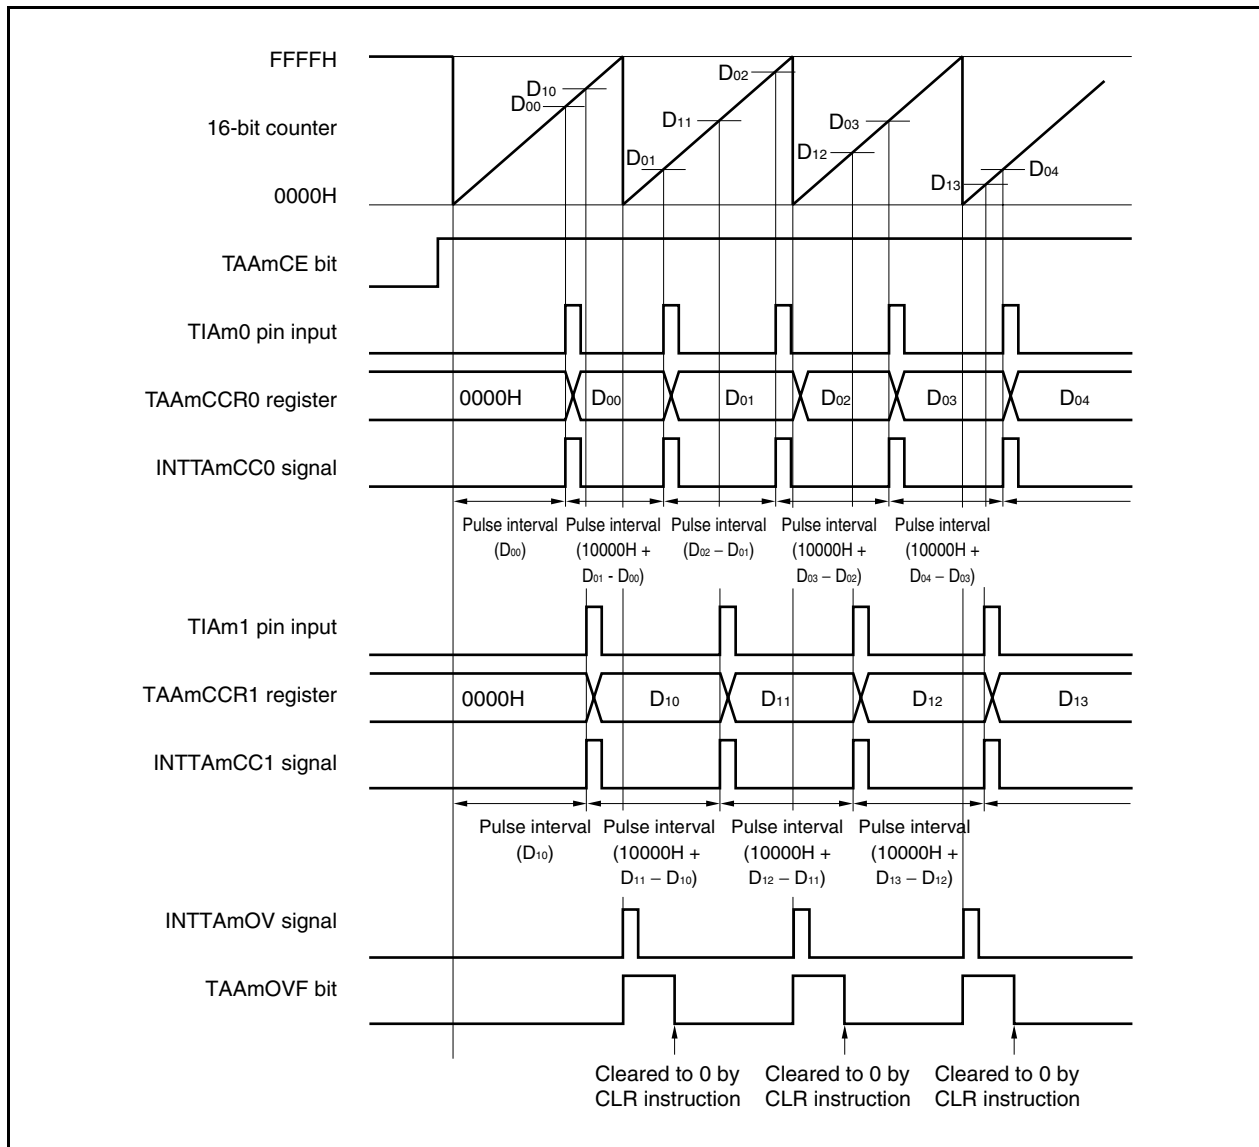 FFFFH
D10
D00
D02
16-bit counter
D11
D03
D01
D12
D13
D04
0000H
TAAmCE bit
TIAm0 pin input
TAAmCCR0 register
0000H
D00
D01
D02
D03
D04
INTTAmCC0 signal
Pulse interval
(D00)
Pulse interval
(10000H +
D01 - D00)
Pulse interval
(D02 – D01)
Pulse interval
(10000H +
D03 – D02)
Pulse interval
(10000H +
D04 – D03)
TIAm1 pin input
TAAmCCR1 register
0000H
D10
D11
D12
D13
INTTAmCC1 signal
Pulse interval
(D10)
Pulse interval
(10000H +
D11 – D10)
Pulse interval
(10000H +
D12 – D11)
Pulse interval
(10000H +
D13 – D12)
INTTAmOV signal
TAAmOVF bit
Cleared to 0 by
CLR instruction
Cleared to 0 by
CLR instruction
Cleared to 0 by
CLR instruction